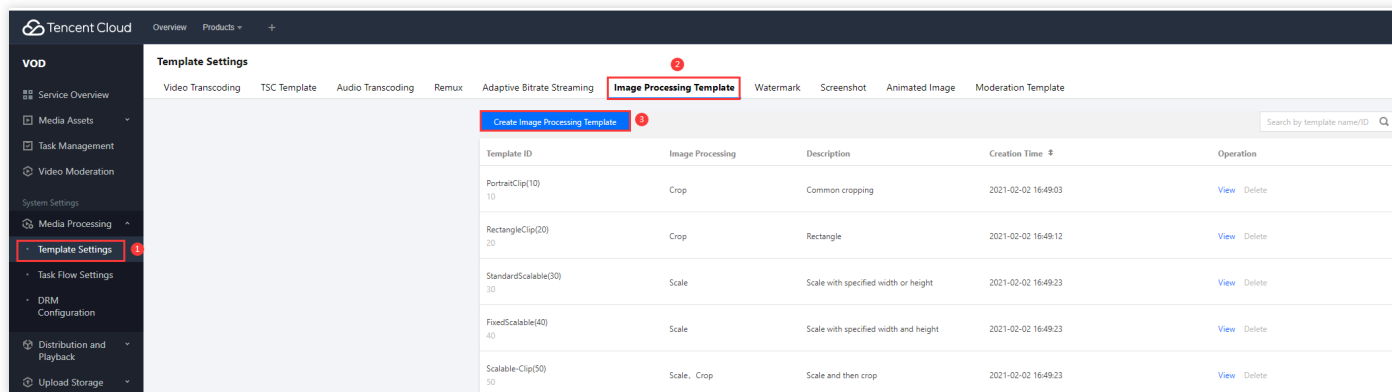 Tencent Cloud Overview Products +
VOD
Service Overview
Media Assets
Task Management
Video Moderation
System Settings
Media Processing
Template Settings 1
Task Flow Settings
DRM
Configuration
Distribution and
Playback
Upload Storage
Template Settings
2
Video Transcoding TSC Template Audio Transcoding Remux Adaptive Bitrate Streaming Image Processing Template Watermark Screenshot Animated Image Moderation Template
Create Image Processing Template 3 Search by template name/ID
Template ID Image Processing Description Creation Time Operation
PortraitClip(10)
10 Crop Common cropping 2021-02-02 16:49:03 View Delete
RectangleClip(20)
20 Crop Rectangle 2021-02-02 16:49:12 View Delete
StandardScalable(30)
30 Scale Scale with specified width or height 2021-02-02 16:49:23 View Delete
FixedScalable(40)
40 Scale Scale with specified width and height 2021-02-02 16:49:23 View Delete
Scalable-Clip(50)
50 Scale、Crop Scale and then crop 2021-02-02 16:49:23 View Delete